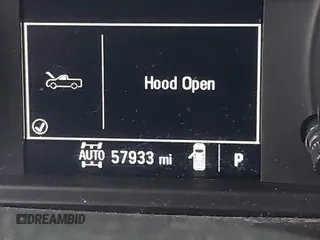 Hood Open
AUTO 57933 mi P
DREAMBID